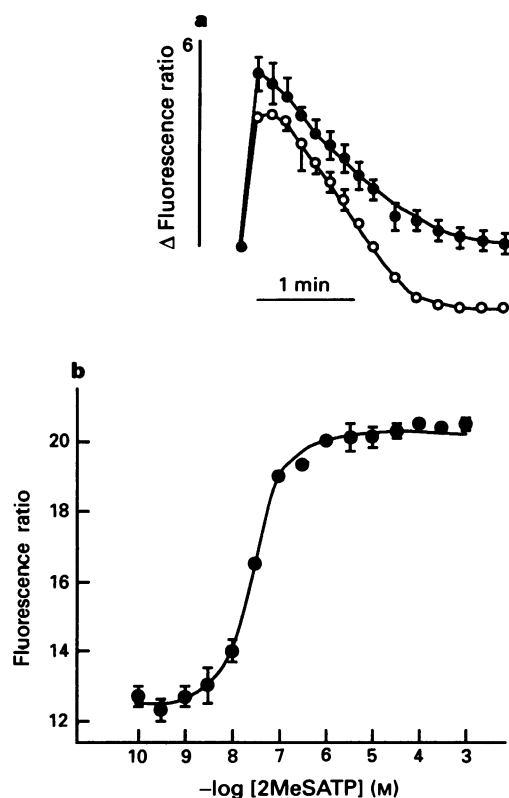 a
6
Δ Fluorescence ratio
1 min
b
Fluorescence ratio
20
18
16
14
12
10 9 8 7 6 5 4 3
−log [2MeSATP] (M)